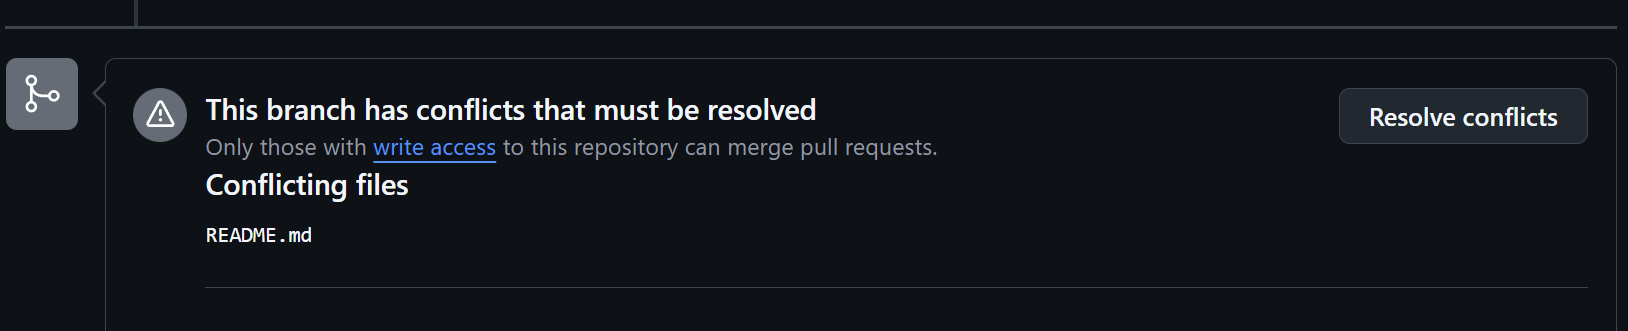 This branch has conflicts that must be resolved
Resolve conflicts
Only those with write access to this repository can merge pull requests.
Conflicting files
README.md